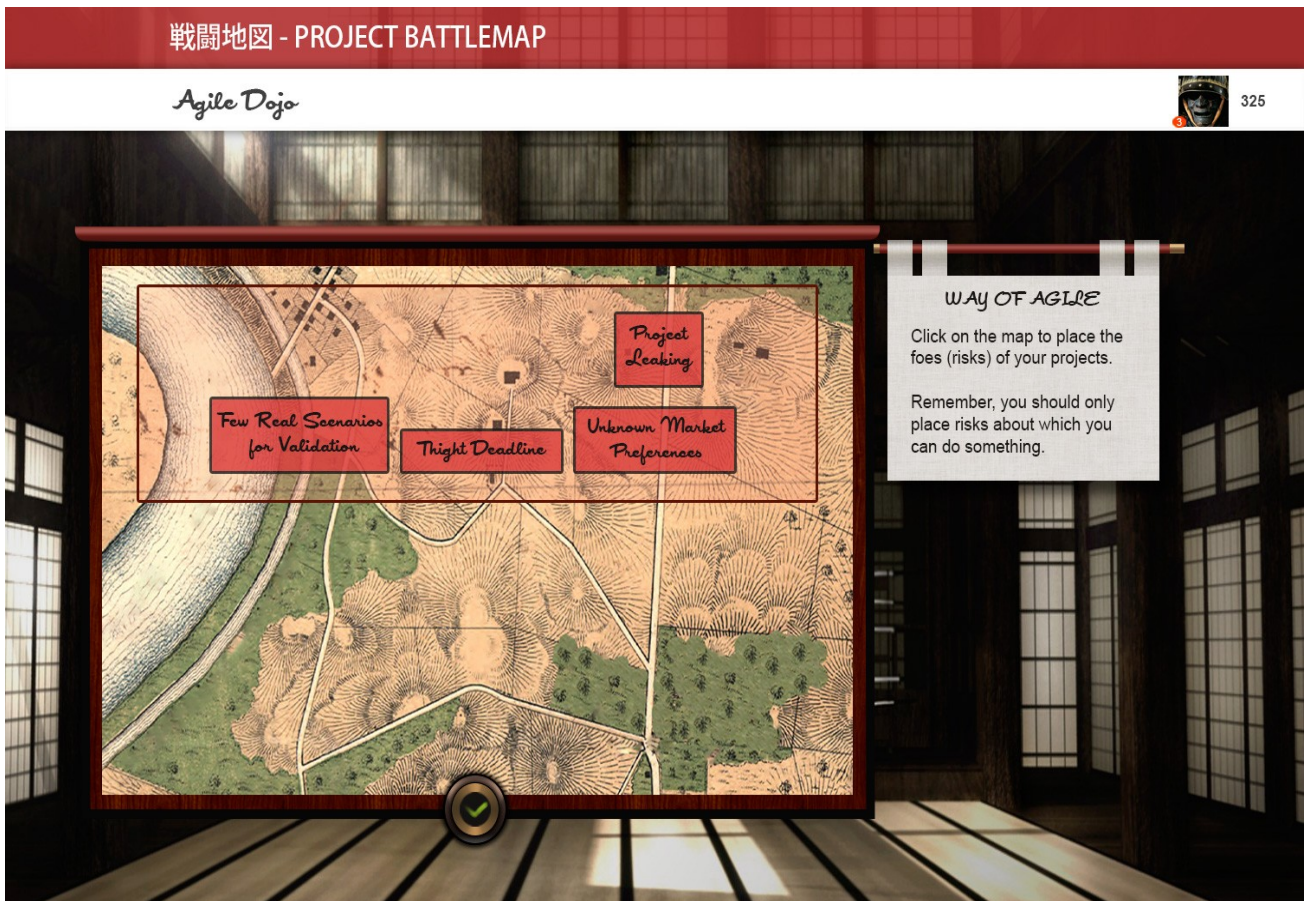 戦闘地図 - PROJECT BATTLEMAP
Agile Dojo
3
325
WAY OF AGILE
Click on the map to place the
foes (risks) of your projects.
Remember, you should only
place risks about which you
can do something.
Project
Leaking
Few Real Scenarios
for Validation
Thight Deadline
Unknown Market
Preferences